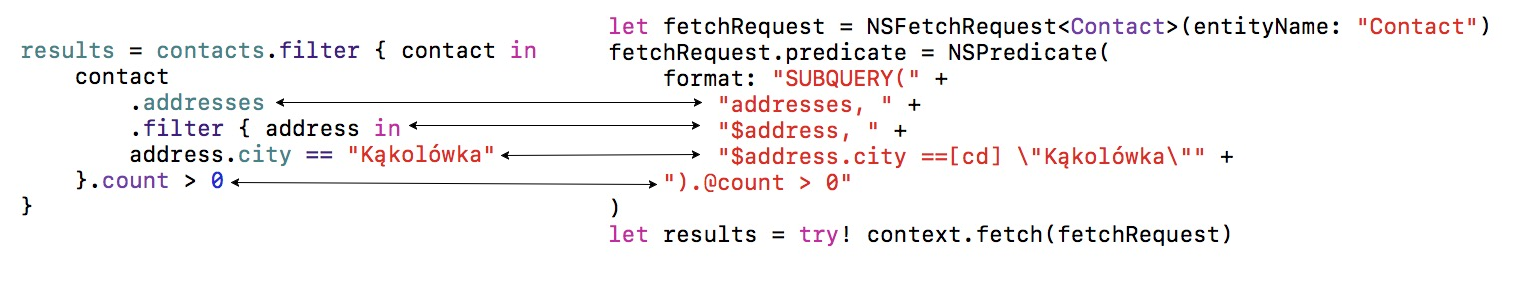 results = contacts.filter { contact in
    contact
        .addresses
        .filter { address in
        address.city == "Kąkolówka"
    }.count > 0
}
let fetchRequest = NSFetchRequest<Contact>(entityName: "Contact")
fetchRequest.predicate = NSPredicate(
    format: "SUBQUERY(" +
        "addresses, " +
        "$address, " +
        "$address.city ==[cd] \"Kąkolówka\"" +
    ").@count > 0"
)
let results = try! context.fetch(fetchRequest)